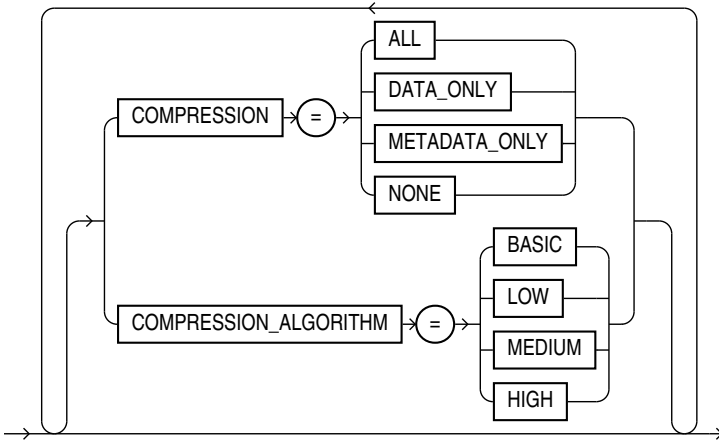 ALL
DATA_ONLY
COMPRESSION = METADATA_ONLY
NONE
BASIC
LOW
COMPRESSION_ALGORITHM = MEDIUM
HIGH